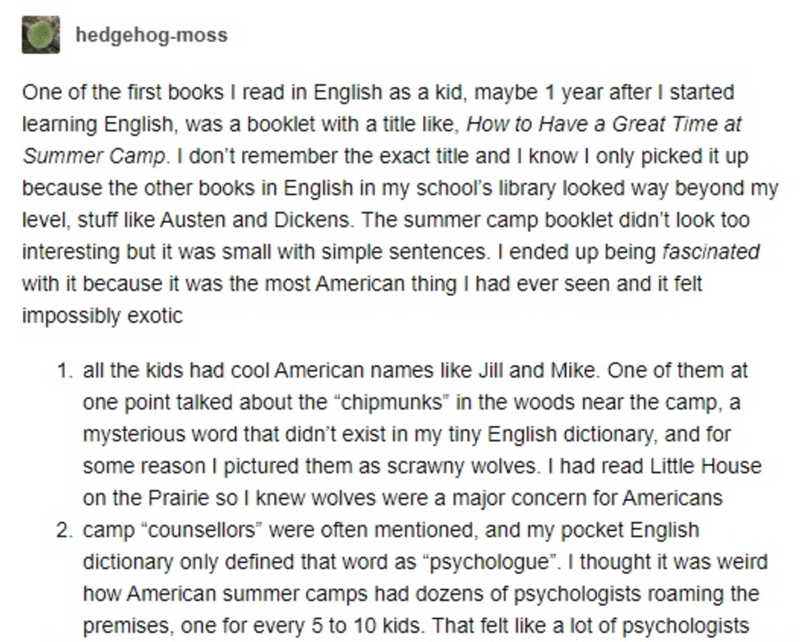 hedgehog-moss
One of the first books I read in English as a kid, maybe 1 year after I started
learning English, was a booklet with a title like, How to Have a Great Time at
Summer Camp. I don't remember the exact title and I know I only picked it up
because the other books in English in my school's library looked way beyond my
level, stuff like Austen and Dickens. The summer camp booklet didn't look too
interesting but it was small with simple sentences. I ended up being fascinated
with it because it was the most American thing I had ever seen and it felt
impossibly exotic
1. all the kids had cool American names like Jill and Mike. One of them at
one point talked about the “chipmunks” in the woods near the camp, a
mysterious word that didn't exist in my tiny English dictionary, and for
some reason I pictured them as scrawny wolves. I had read Little House
on the Prairie so I knew wolves were a major concern for Americans
2. camp “counsellors” were often mentioned, and my pocket English
dictionary only defined that word as “psychologue”. I thought it was weird
how American summer camps had dozens of psychologists roaming the
premises, one for every 5 to 10 kids. That felt like a lot of psychologists